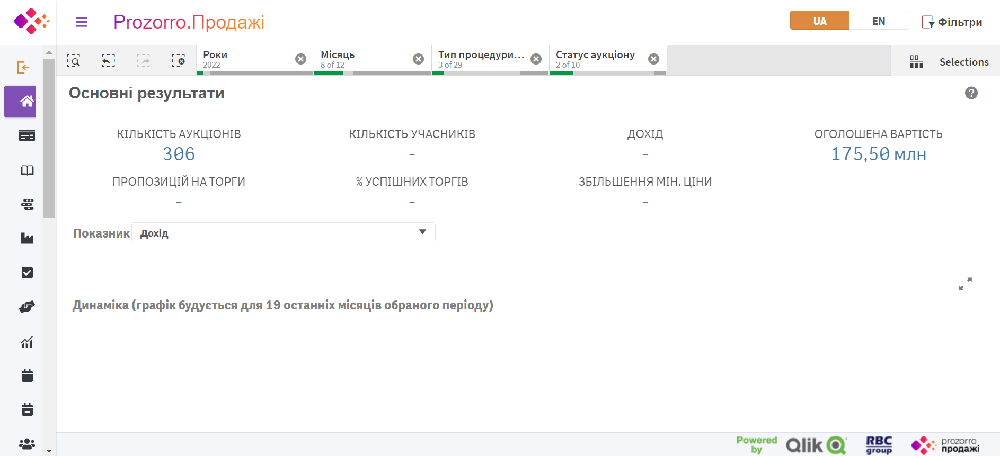 Prozorro.Продажі
UA
EN
Фільтри
Роки
2022
Місяць
8 of 12
Тип процедури...
3 of 29
Статус аукціону
2 of 10
Selections
Основні результати
?
КІЛЬКІСТЬ АУКЦІОНІВ
306
КІЛЬКІСТЬ УЧАСНИКІВ
-
ДОХІД
-
ОГОЛОШЕНА ВАРТІСТЬ
175,50 млн
ПРОПОЗИЦІЙ НА ТОРГИ
-
% УСПІШНИХ ТОРГІВ
-
ЗБІЛЬШЕННЯ МІН. ЦІНИ
-
Показник
Дохід
Динаміка (графік будується для 19 останніх місяців обраного періоду)
Powered
by
Qlik
RBC
group
prozorro
продажі